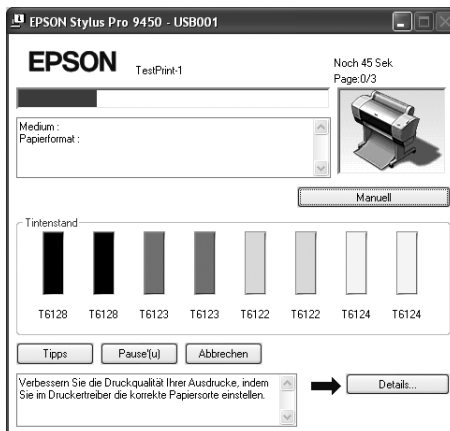 EPSON Stylus Pro 9450 - USB001
EPSON
TestPrint-1
Noch 45 Sek
Page:0/3
Medium :
Papierformat :
Manuell
Tintenstand
T6128 T6128 T6123 T6123 T6122 T6122 T6124 T6124
Tipps
Pause'(u)
Abbrechen
Verbessern Sie die Druckqualität Ihrer Ausdrucke, indem
Sie im Druckertreiber die korrekte Papiersorte einstellen.
Details...